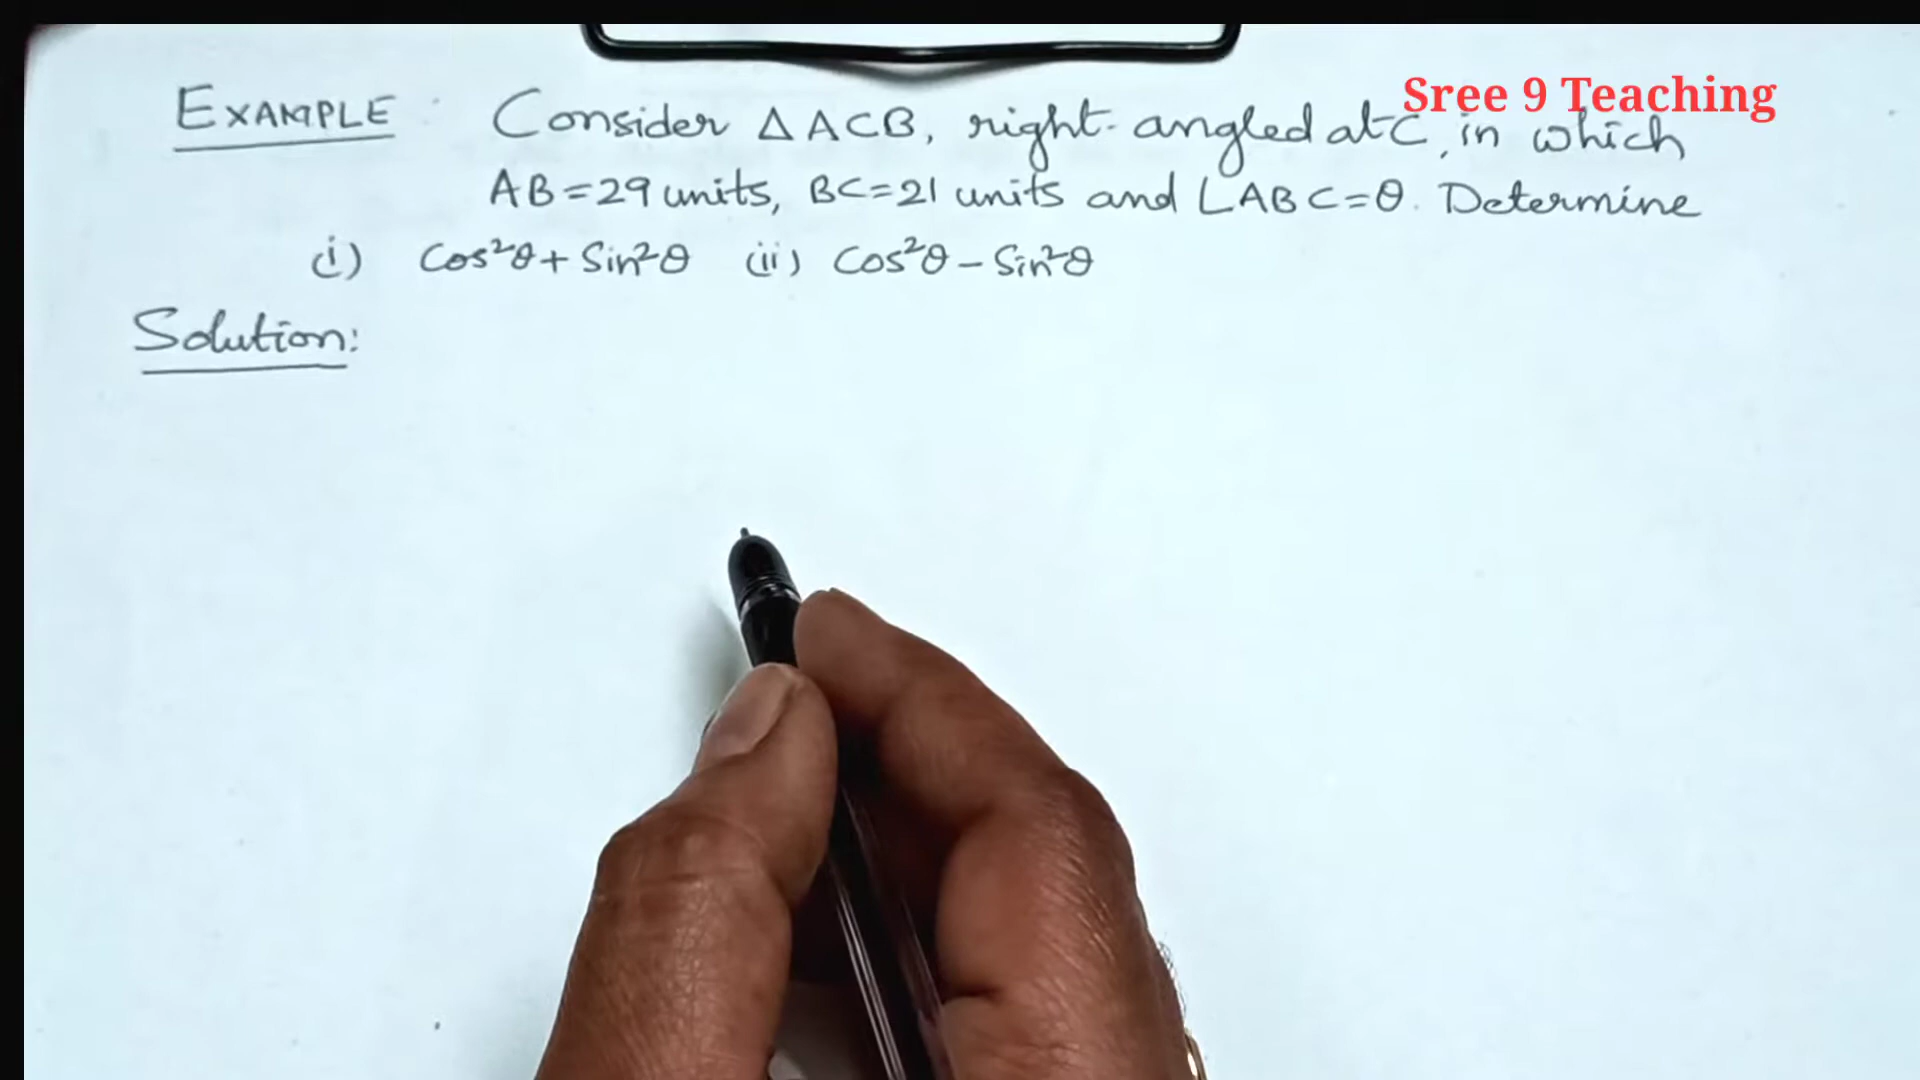 Sree 9 Teaching
EXAMPLE: Consider △ACB, right-angled at C, in which
AB=29 units, BC=21 units and ∠ABC=θ. Determine
(i) Cos²θ + Sin²θ (ii) Cos²θ − Sin²θ
Solution: